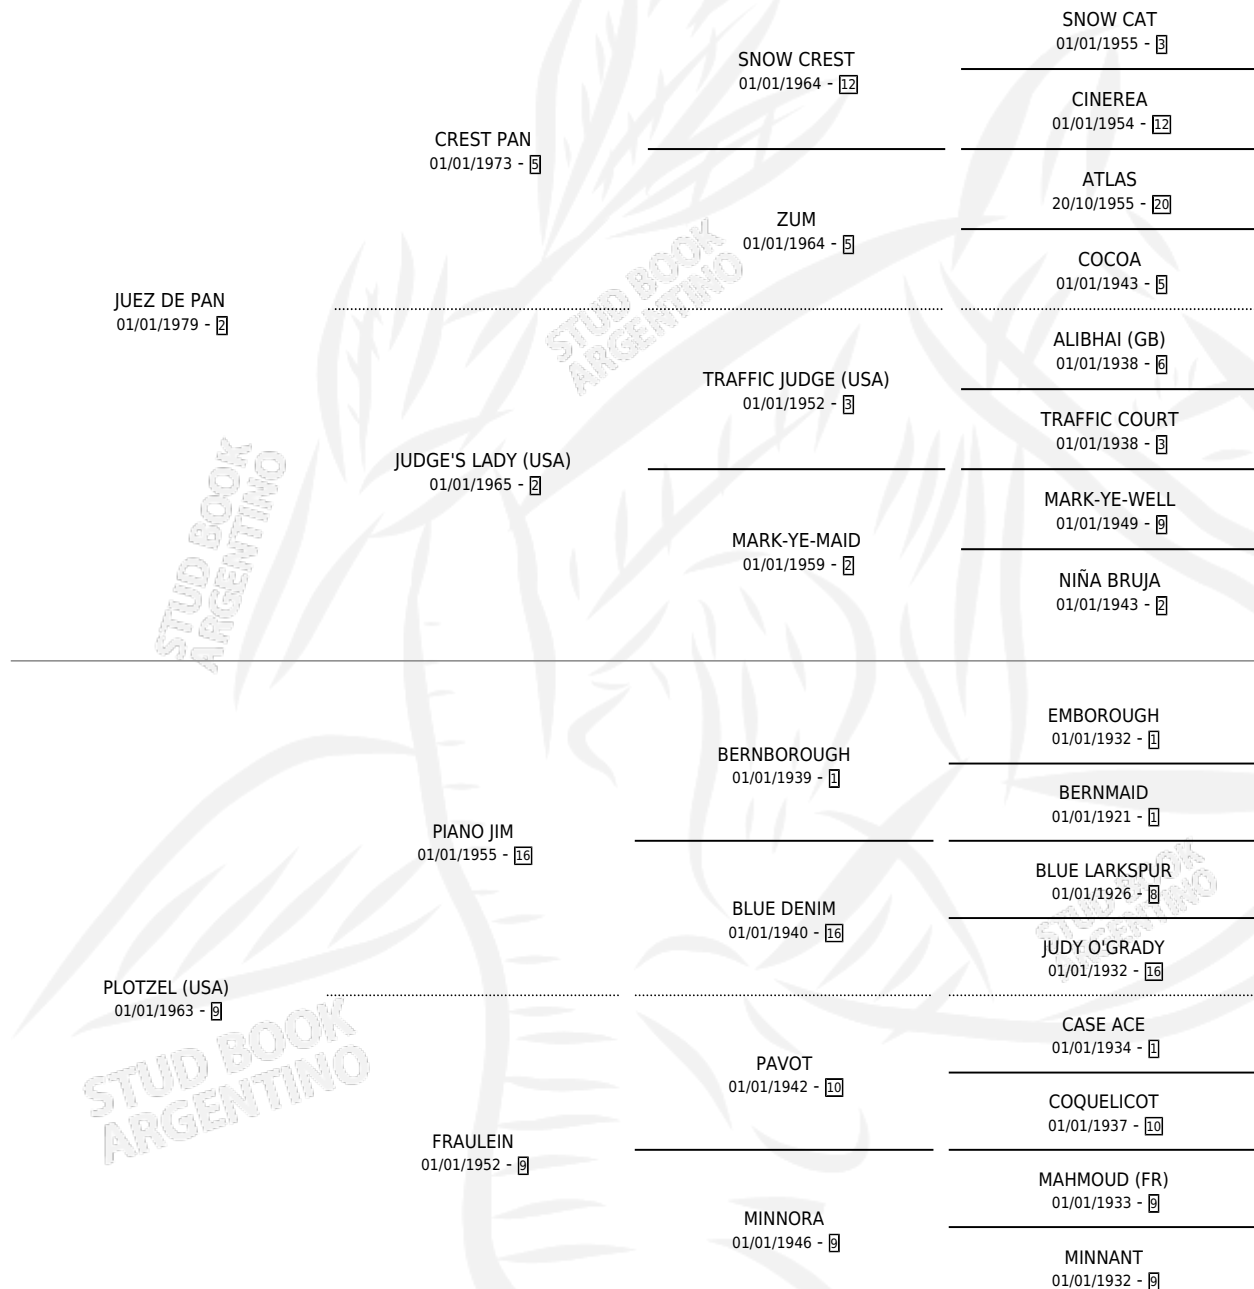 SNOW CAT
01/01/1955 - 3
SNOW CREST
01/01/1964 - 12
CINEREA
01/01/1954 - 12
CREST PAN
01/01/1973 - 5
ATLAS
20/10/1955 - 20
ZUM
01/01/1964 - 5
COCOA
01/01/1943 - 5
JUEZ DE PAN
01/01/1979 - 2
STUD BOOK
ARGENTINO
ALIBHAI (GB)
01/01/1938 - 6
TRAFFIC JUDGE (USA)
01/01/1952 - 3
TRAFFIC COURT
01/01/1938 - 3
JUDGE'S LADY (USA)
01/01/1965 - 2
MARK-YE-WELL
01/01/1949 - 9
MARK-YE-MAID
01/01/1959 - 2
NIÑA BRUJA
01/01/1943 - 2
STUD BOOK
ARGENTINO
EMBOROUGH
01/01/1932 - 1
BERNBOROUGH
01/01/1939 - 1
BERNMAID
01/01/1921 - 1
PIANO JIM
01/01/1955 - 16
BLUE LARKSPUR
01/01/1926 - 8
BLUE DENIM
01/01/1940 - 16
STUD BOOK
ARGENTINO
JUDY O'GRADY
01/01/1932 - 16
PLOTZEL (USA)
01/01/1963 - 9
STUD BOOK
ARGENTINO
CASE ACE
01/01/1934 - 1
PAVOT
01/01/1942 - 10
COQUELICOT
01/01/1937 - 10
FRAULEIN
01/01/1952 - 9
MAHMOUD (FR)
01/01/1933 - 9
MINNORA
01/01/1946 - 9
MINNANT
01/01/1932 - 9